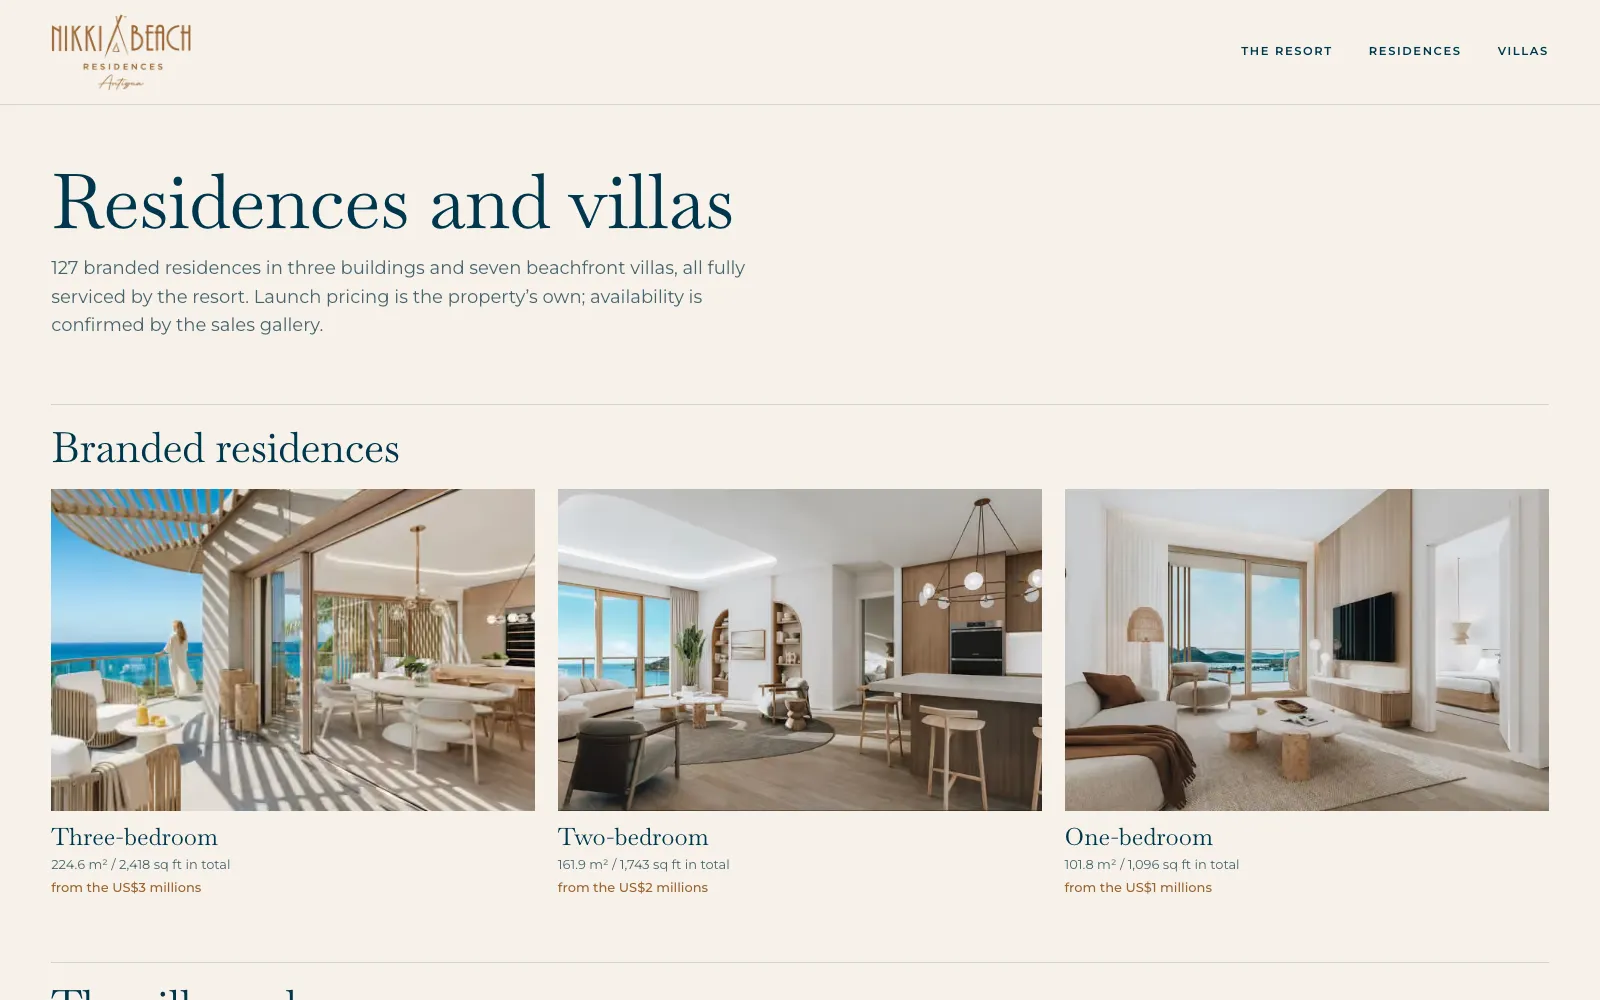 NIKKI BEACH
RESIDENCES
Antigua
THE RESORT
RESIDENCES
VILLAS
Residences and villas
127 branded residences in three buildings and seven beachfront villas, all fully
serviced by the resort. Launch pricing is the property’s own; availability is
confirmed by the sales gallery.
Branded residences
Three-bedroom
224.6 m² / 2,418 sq ft in total
from the US$3 millions
Two-bedroom
161.9 m² / 1,743 sq ft in total
from the US$2 millions
One-bedroom
101.8 m² / 1,096 sq ft in total
from the US$1 millions